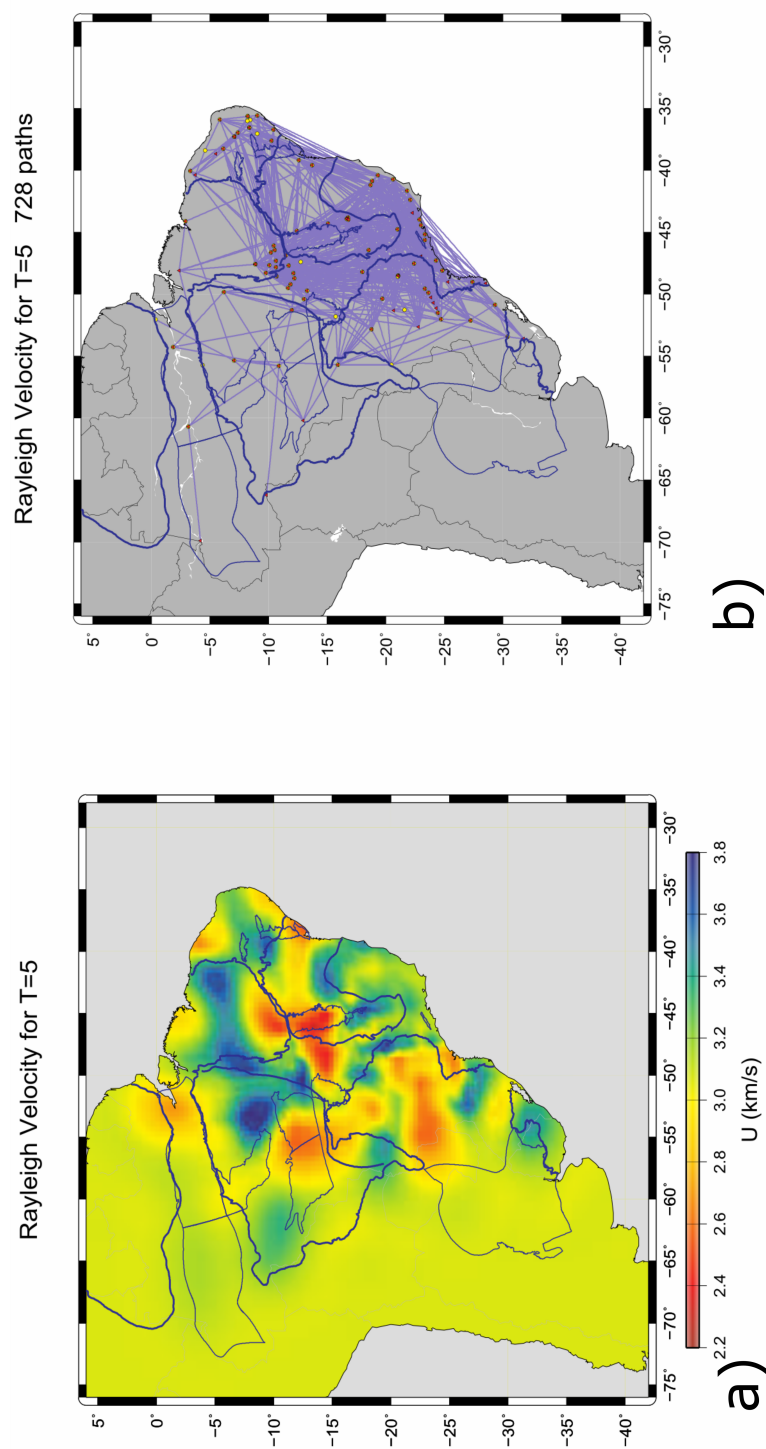 Rayleigh Velocity for T=5
5°
0°
−5°
−10°
−15°
−20°
−25°
−30°
−35°
−40°
−75° −70° −65° −60° −55° −50° −45° −40° −35° −30°
2.2 2.4 2.6 2.8 3.0 3.2 3.4 3.6 3.8
U (km/s)
a)
Rayleigh Velocity for T=5 728 paths
5°
0°
−5°
−10°
−15°
−20°
−25°
−30°
−35°
−40°
−75° −70° −65° −60° −55° −50° −45° −40° −35° −30°
b)